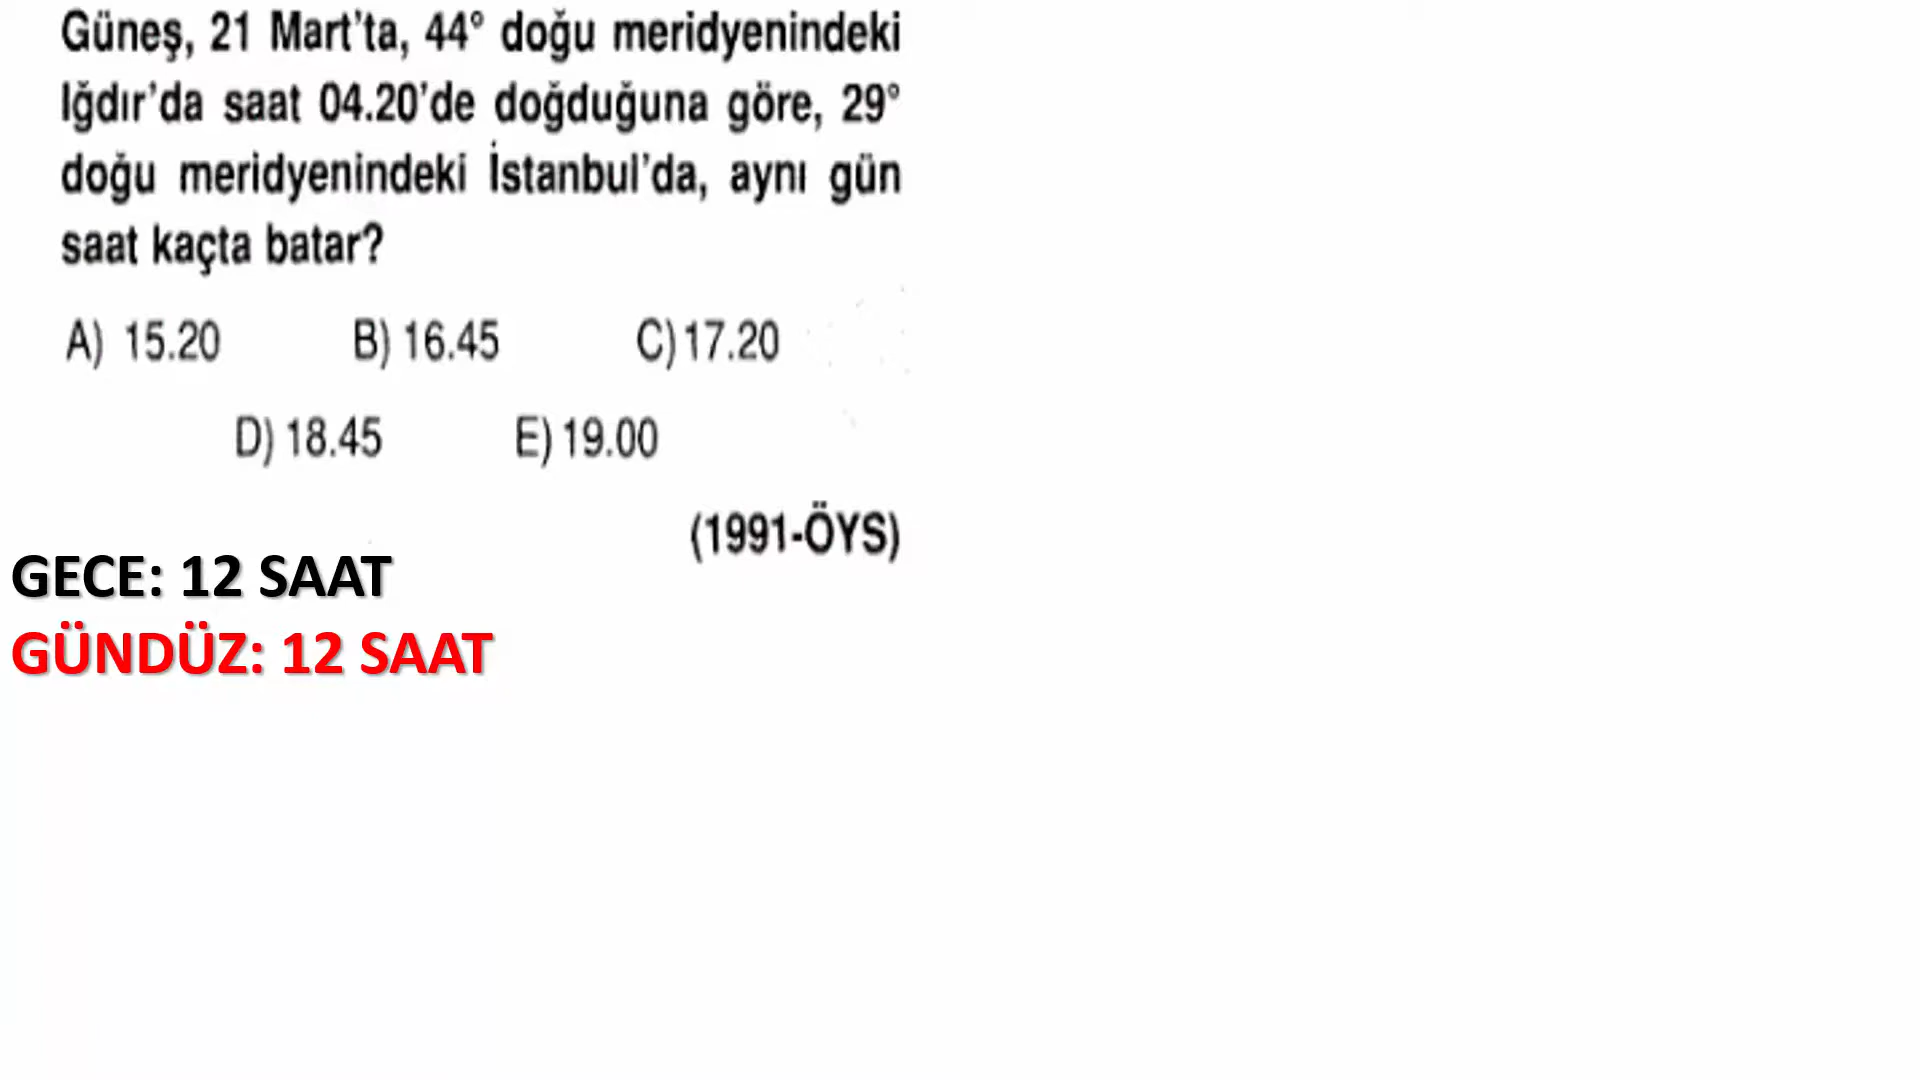 Güneş, 21 Mart'ta, 44° doğu meridyenindeki
Iğdır'da saat 04.20'de doğduğuna göre, 29°
doğu meridyenindeki İstanbul'da, aynı gün
saat kaçta batar?
A) 15.20 B) 16.45 C) 17.20
D) 18.45 E) 19.00
(1991-ÖYS)
GECE: 12 SAAT
GÜNDÜZ: 12 SAAT